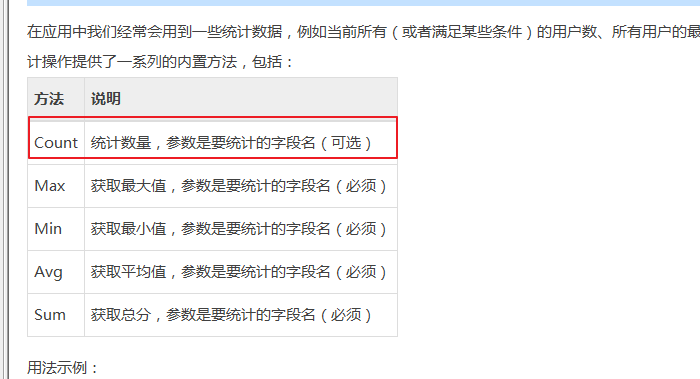 在应用中我们经常会用到一些统计数据，例如当前所有（或者满足某些条件）的用户数、所有用户的最
计操作提供了一系列的内置方法，包括：
方法 说明
Count 统计数量，参数是要统计的字段名（可选）
Max 获取最大值，参数是要统计的字段名（必须）
Min 获取最小值，参数是要统计的字段名（必须）
Avg 获取平均值，参数是要统计的字段名（必须）
Sum 获取总分，参数是要统计的字段名（必须）
用法示例：